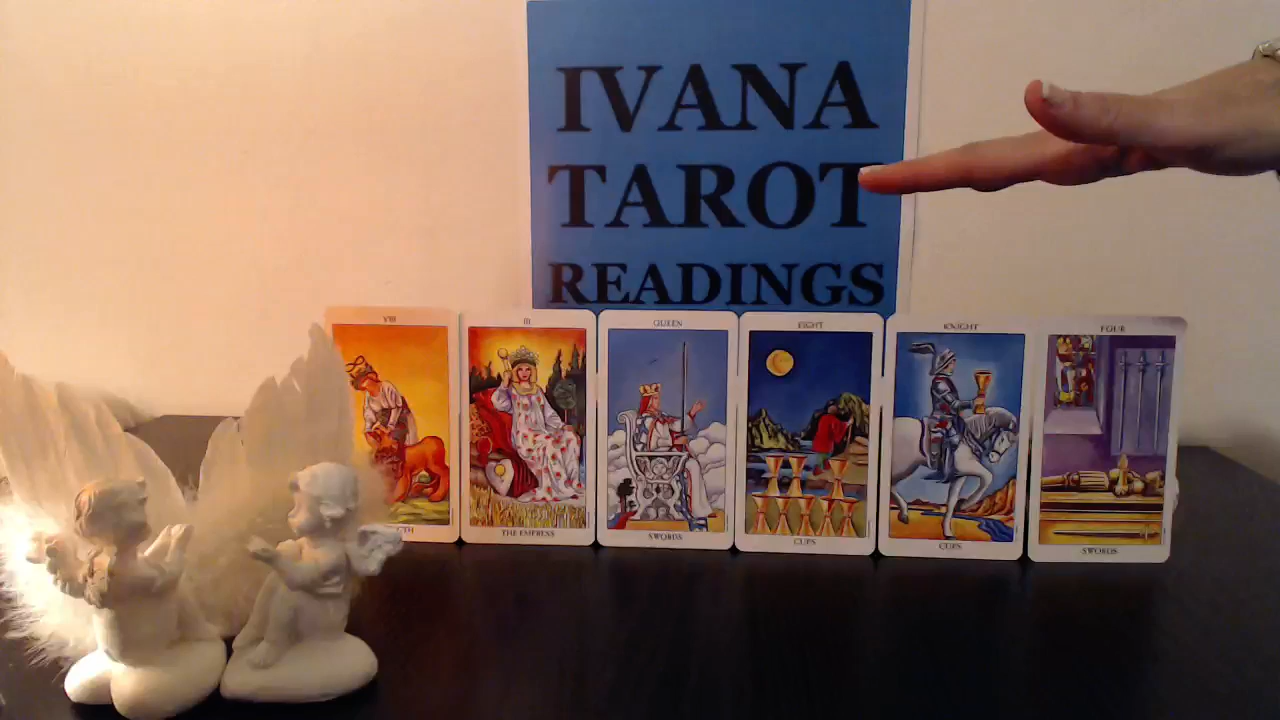 IVANA
TAROT
READINGS
VIII
III
QUEEN
EIGHT
KNIGHT
FOUR
THE EMPRESS
SWORDS
CUPS
CUPS
SWORDS